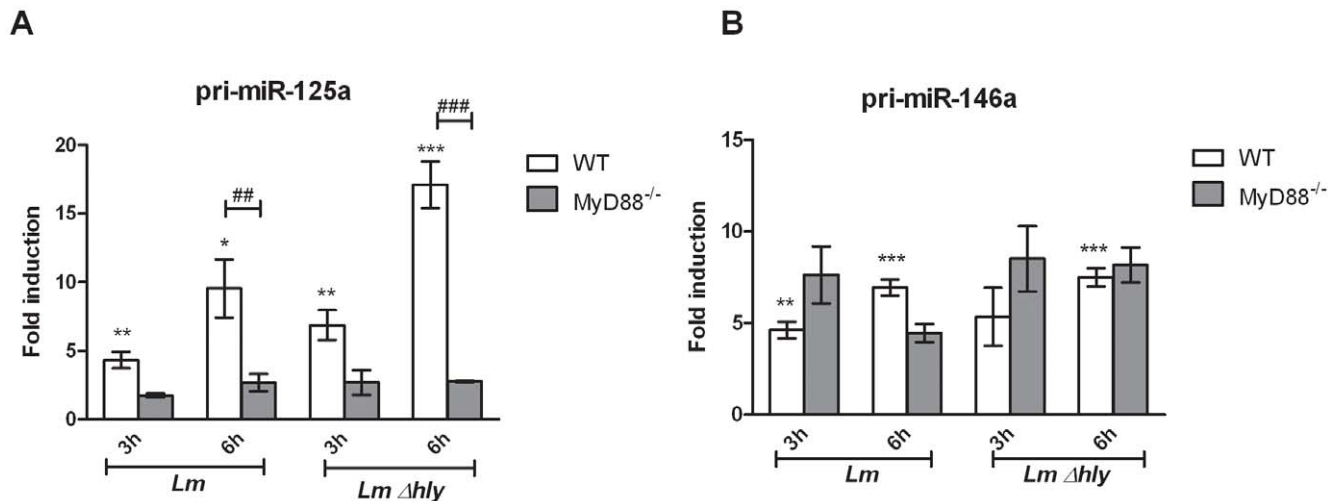 A
pri-miR-125a
Fold induction
20
15
10
5
0
**
*
##
**
***
###
3h
6h
3h
6h
Lm
Lm Δhly
WT
MyD88-/-
B
pri-miR-146a
Fold induction
15
10
5
0
**
***
***
3h
6h
3h
6h
Lm
Lm Δhly
WT
MyD88-/-